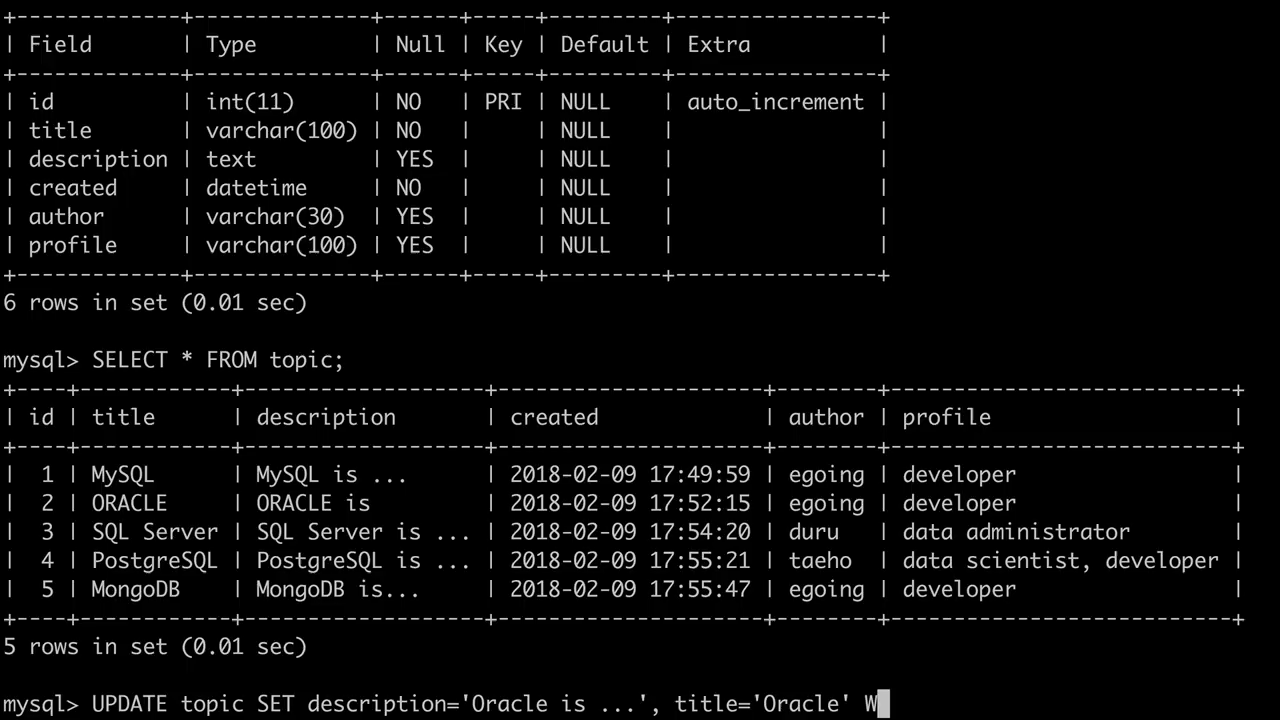 +-------------+--------------+------+-----+---------+----------------+
| Field       | Type         | Null | Key | Default | Extra          |
+-------------+--------------+------+-----+---------+----------------+
| id          | int(11)      | NO   | PRI | NULL    | auto_increment |
| title       | varchar(100) | NO   |     | NULL    |                |
| description | text         | YES  |     | NULL    |                |
| created     | datetime     | NO   |     | NULL    |                |
| author      | varchar(30)  | YES  |     | NULL    |                |
| profile     | varchar(100) | YES  |     | NULL    |                |
+-------------+--------------+------+-----+---------+----------------+
6 rows in set (0.01 sec)
mysql> SELECT * FROM topic;
+----+------------+-------------------+---------------------+--------+---------------------------+
| id | title      | description       | created             | author | profile                   |
+----+------------+-------------------+---------------------+--------+---------------------------+
|  1 | MySQL      | MySQL is ...      | 2018-02-09 17:49:59 | egoing | developer                 |
|  2 | ORACLE     | ORACLE is         | 2018-02-09 17:52:15 | egoing | developer                 |
|  3 | SQL Server | SQL Server is ... | 2018-02-09 17:54:20 | duru   | data administrator        |
|  4 | PostgreSQL | PostgreSQL is ... | 2018-02-09 17:55:21 | taeho  | data scientist, developer |
|  5 | MongoDB    | MongoDB is...     | 2018-02-09 17:55:47 | egoing | developer                 |
+----+------------+-------------------+---------------------+--------+---------------------------+
5 rows in set (0.01 sec)
mysql> UPDATE topic SET description='Oracle is ...', title='Oracle' W